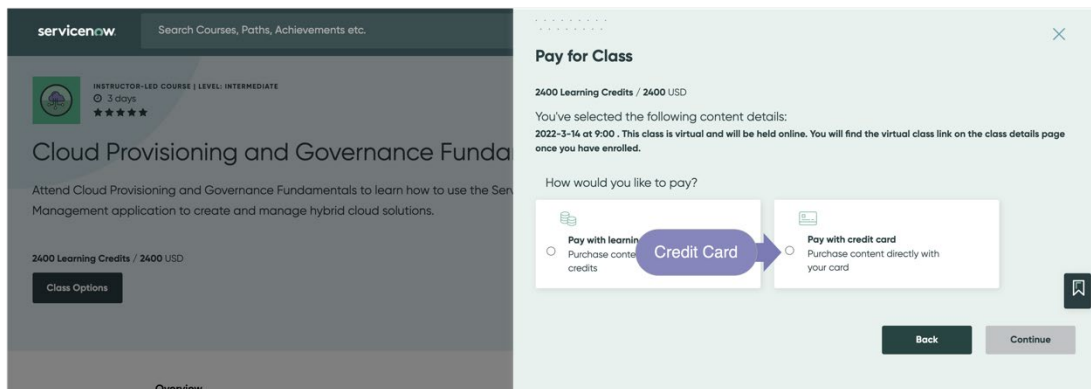 servicenow
Search Courses, Paths, Achievements etc.
INSTRUCTOR-LED COURSE | LEVEL: INTERMEDIATE
3 days
★★★★★
Cloud Provisioning and Governance Funda
Attend Cloud Provisioning and Governance Fundamentals to learn how to use the Ser
Management application to create and manage hybrid cloud solutions.
2400 Learning Credits / 2400 USD
Class Options
Overview
Pay for Class
2400 Learning Credits / 2400 USD
You've selected the following content details:
2022-3-14 at 9:00 . This class is virtual and will be held online. You will find the virtual class link on the class details page
once you have enrolled.
How would you like to pay?
Pay with learnin
Purchase conte
credits
Credit Card
Pay with credit card
Purchase content directly with
your card
Back
Continue